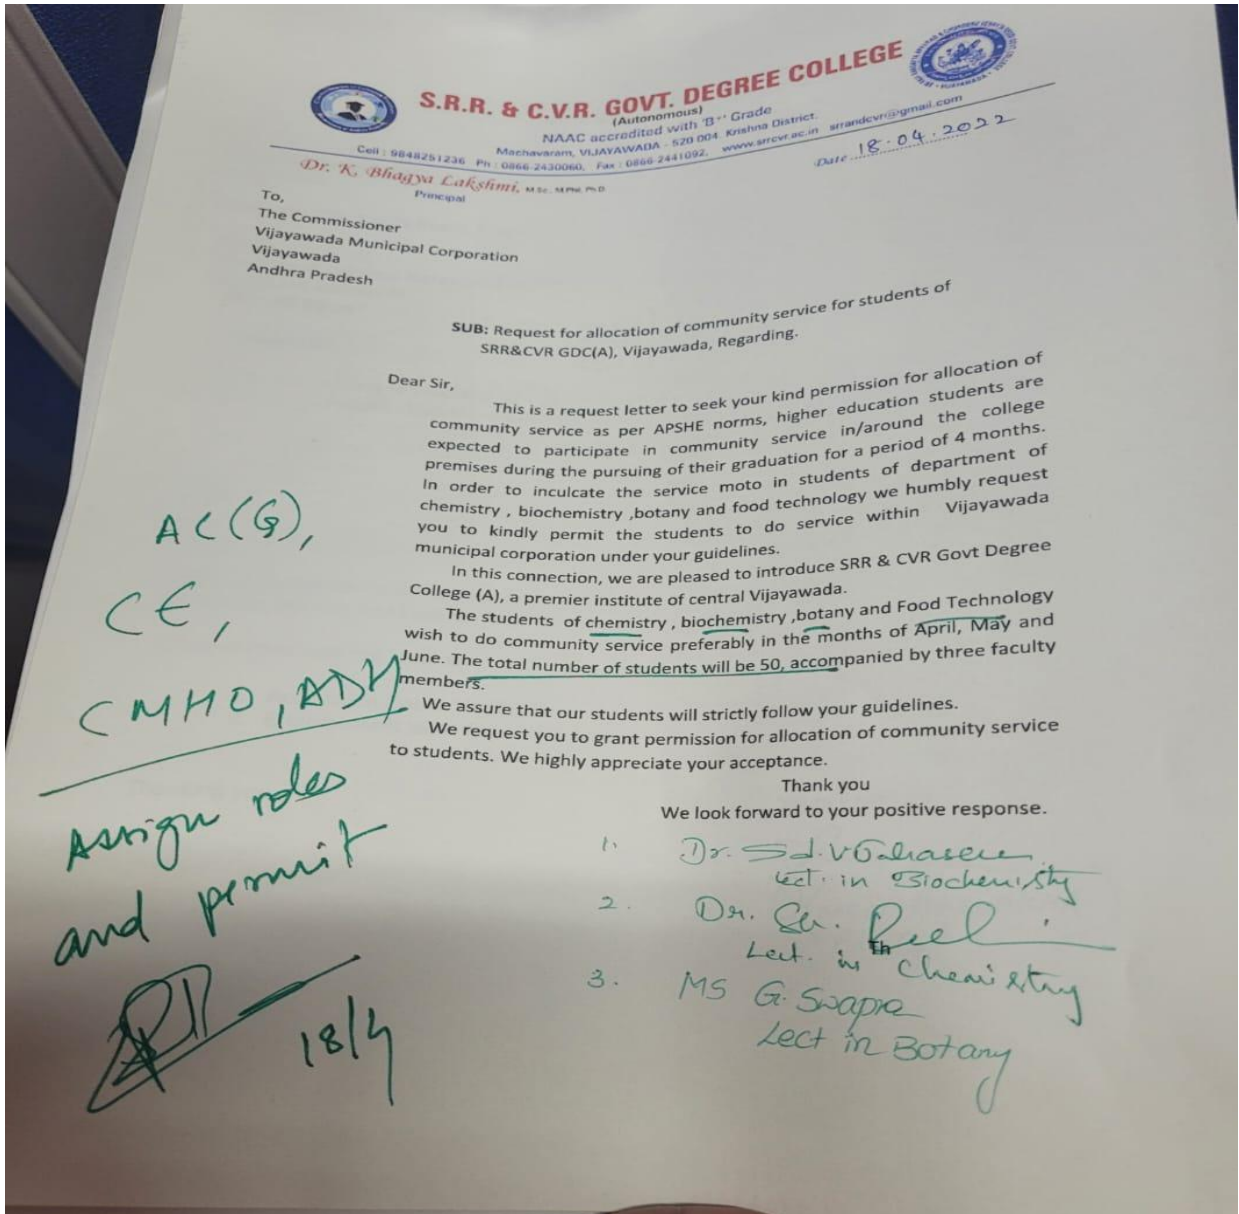 S.R.R. & C.V.R. GOVT. DEGREE COLLEGE
(Autonomous)
NAAC accredited with 'B++' Grade
Machavaram, VIJAYAWADA - 520 004. Krishna District.
Cell : 9848251236 Ph : 0866-2430060, Fax : 0866-2441092, www.srrcvr.ac.in srrandcvr@gmail.com
Dr. K. Bhagya Lakshmi, M.Sc., M.Phil, Ph.D
Principal
Date 18.04.2022
To,
The Commissioner
Vijayawada Municipal Corporation
Vijayawada
Andhra Pradesh
SUB: Request for allocation of community service for students of
SRR&CVR GDC(A), Vijayawada, Regarding.
Dear Sir,
This is a request letter to seek your kind permission for allocation of
community service as per APSHE norms, higher education students are
expected to participate in community service in/around the college
premises during the pursuing of their graduation for a period of 4 months.
In order to inculcate the service moto in students of department of
chemistry , biochemistry ,botany and food technology we humbly request
you to kindly permit the students to do service within Vijayawada
municipal corporation under your guidelines.
In this connection, we are pleased to introduce SRR & CVR Govt Degree
College (A), a premier institute of central Vijayawada.
The students of chemistry , biochemistry ,botany and Food Technology
wish to do community service preferably in the months of April, May and
June. The total number of students will be 50, accompanied by three faculty
members.
We assure that our students will strictly follow your guidelines.
We request you to grant permission for allocation of community service
to students. We highly appreciate your acceptance.
Thank you
We look forward to your positive response.
AC(G),
CE,
CMHO, ADH
Assign roles
and permit
18/4
1. Dr. Sd.
Lect. in Biochemistry
2. Dr.
Lect. in Chemistry
Th
3. MS G. Swapna
Lect in Botany